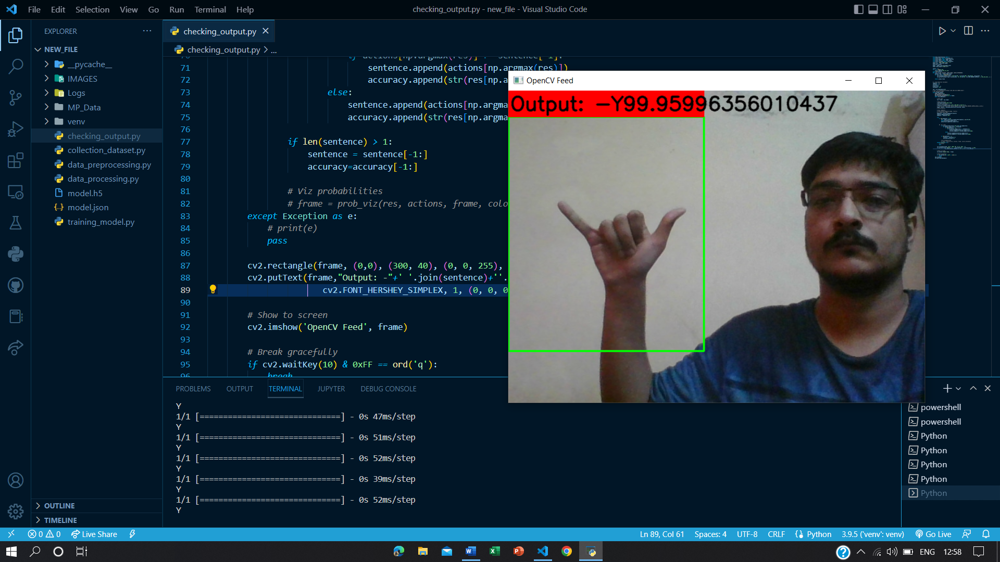 File Edit Selection View Go Run Terminal Help
checking_output.py - new_file - Visual Studio Code
EXPLORER
NEW_FILE
__pycache__
IMAGES
Logs
MP_Data
venv
checking_output.py
collection_dataset.py
data_preprocessing.py
data_processing.py
model.h5
model.json
training_model.py
OUTLINE
TIMELINE
checking_output.py
checking_output.py > ...
71 sentence.append(actions[np.argmax(res)])
72 accuracy.append(str(res[np.a
73 else:
74 sentence.append(actions[np.argma
75 accuracy.append(str(res[np.argma
76
77 if len(sentence) > 1:
78 sentence = sentence[-1:]
79 accuracy=accuracy[-1:]
80
81 # Viz probabilities
82 # frame = prob_viz(res, actions, frame, colo
83 except Exception as e:
84 # print(e)
85 pass
86
87 cv2.rectangle(frame, (0,0), (300, 40), (0, 0, 255),
88 cv2.putText(frame,"Output: -"+' '.join(sentence)+''.
89 cv2.FONT_HERSHEY_SIMPLEX, 1, (0, 0, 0
90
91 # Show to screen
92 cv2.imshow('OpenCV Feed', frame)
93
94 # Break gracefully
95 if cv2.waitKey(10) & 0xFF == ord('q'):
96 break
OpenCV Feed
Output: -Y99.95996356010437
PROBLEMS OUTPUT TERMINAL JUPYTER DEBUG CONSOLE
Y
1/1 [==============================] - 0s 47ms/step
Y
1/1 [==============================] - 0s 51ms/step
Y
1/1 [==============================] - 0s 52ms/step
Y
1/1 [==============================] - 0s 39ms/step
Y
1/1 [==============================] - 0s 52ms/step
Y
powershell
powershell
Python
Python
Python
Python
Python
0 0 Live Share
Ln 89, Col 61 Spaces: 4 UTF-8 CRLF Python 3.9.5 ('venv': venv) Go Live
ENG 12:58